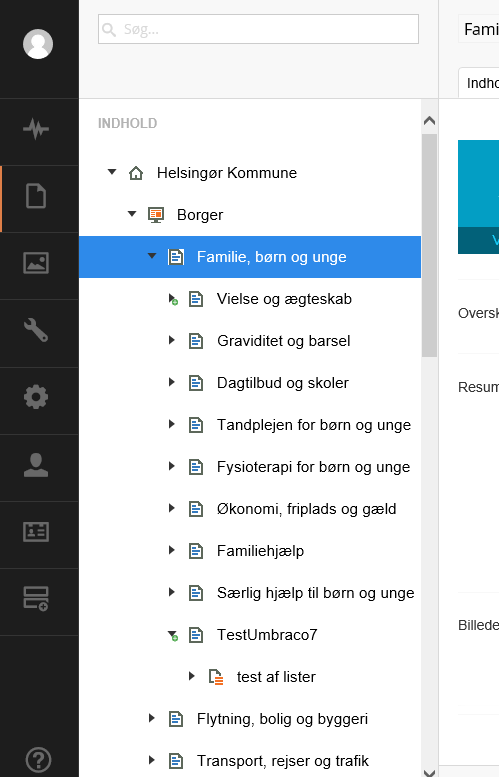 Søg...
INDHOLD
Helsingør Kommune
Borger
Familie, børn og unge
Vielse og ægteskab
Graviditet og barsel
Dagtilbud og skoler
Tandplejen for børn og unge
Fysioterapi for børn og unge
Økonomi, friplads og gæld
Familiehjælp
Særlig hjælp til børn og unge
TestUmbraco7
test af lister
Flytning, bolig og byggeri
Transport, rejser og trafik
Fami
Indho
V
Overs
Resum
Billede